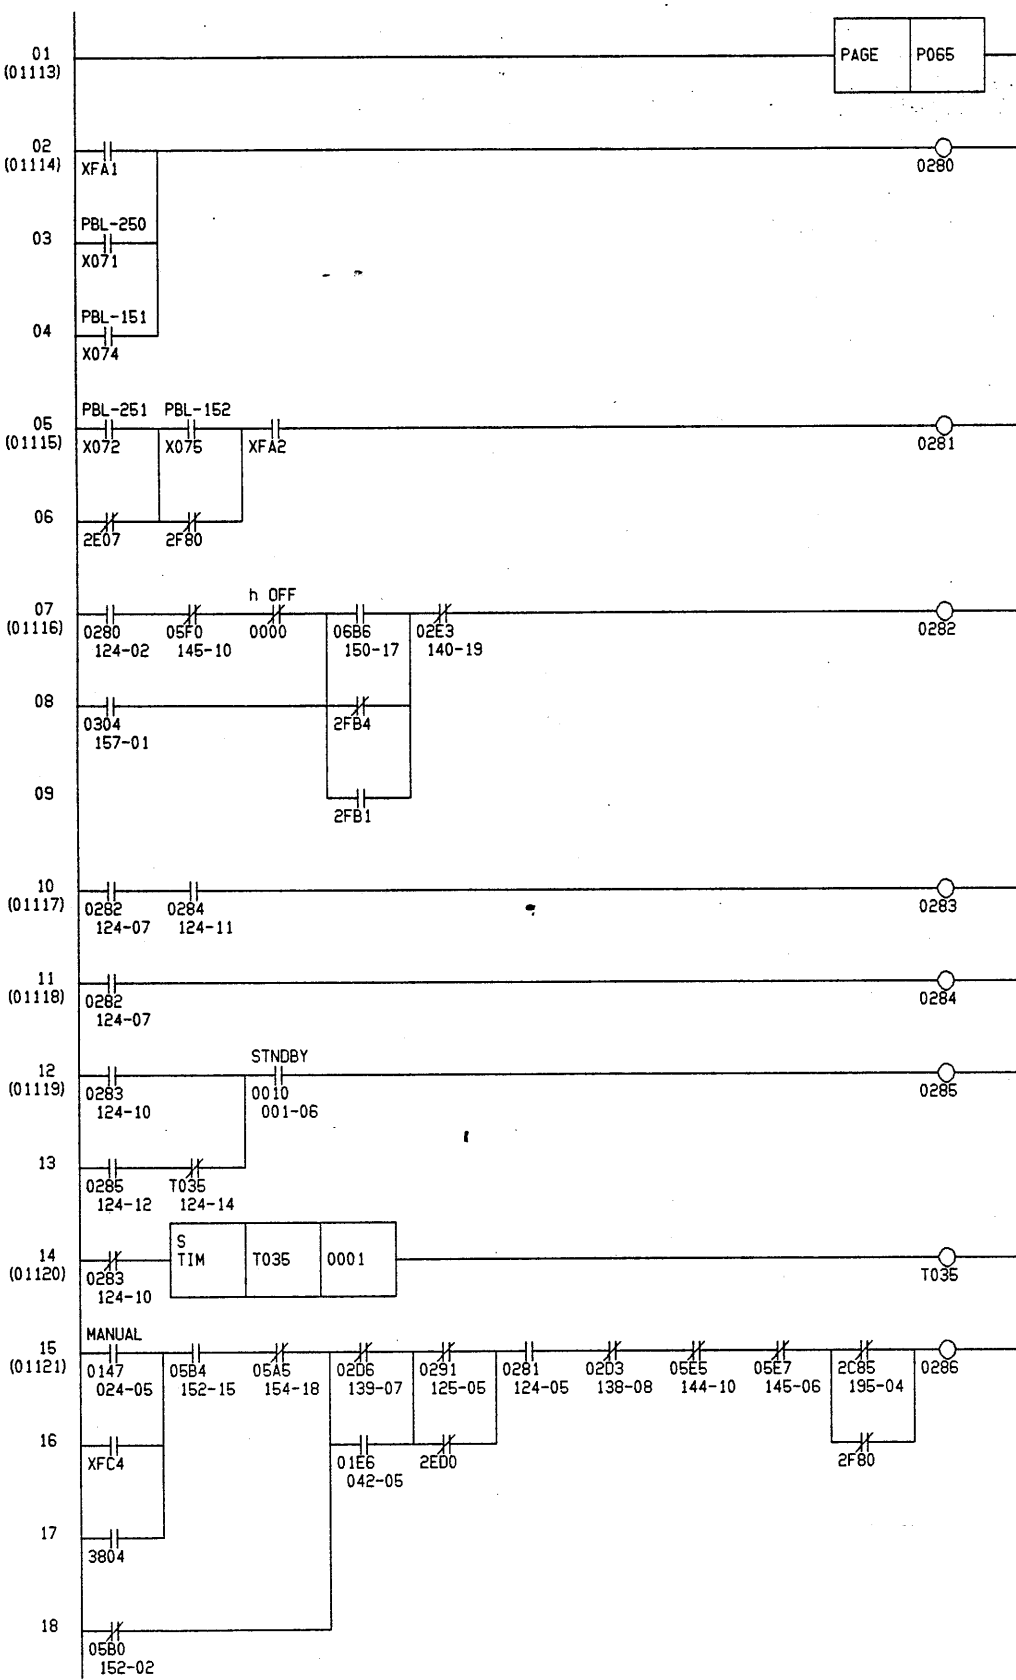 01 PAGE P065
(01113)
02
(01114) XFA1 0280
PBL-250
03
X071
PBL-151
04
X074
PBL-251 PBL-152
05
(01115) X072 X075 XFA2 0281
06
2E07 2F80
h OFF
07
(01116) 0280 05F0 0000 06B6 02E3 0282
124-02 145-10 150-17 140-19
08
0304 2FB4
157-01
09
2FB1
10
(01117) 0282 0284 0283
124-07 124-11
11
(01118) 0282 0284
124-07
STNDBY
12
(01119) 0283 0010 0285
124-10 001-06
13
0285 T035
124-12 124-14
S
14 TIM T035 0001
(01120) 0283 T035
124-10
MANUAL
15
(01121) 0147 05B4 05A5 02D6 0291 0281 02D3 05E5 05E7 2C85 0286
024-05 152-15 154-18 139-07 125-05 124-05 138-08 144-10 145-06 195-04
16
XFC4 01E6 2ED0 2F80
042-05
17
3804
18
05B0
152-02